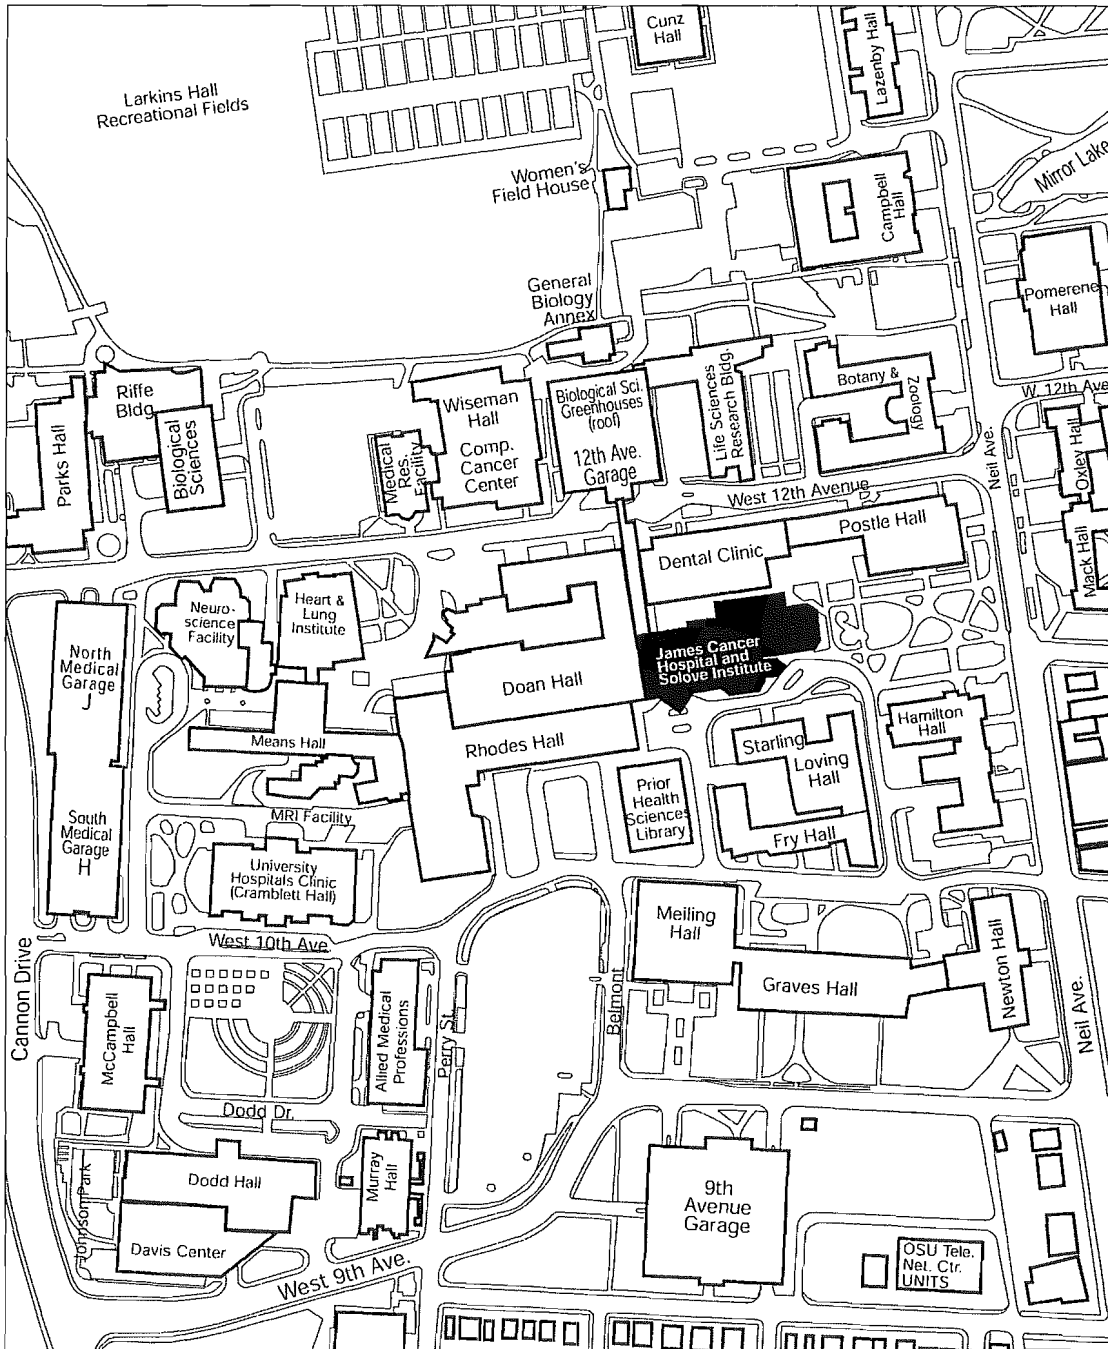 Cunz
Hall
Lazenby Hall
Larkins Hall
Recreational Fields
Mirror Lake
Women's
Field House
Campbell
Hall
General
Biology
Annex
Pomerene
Hall
Riffe
Bldg.
Parks Hall
Biological
Sciences
Wiseman
Hall
Comp.
Cancer
Center
Medical
Res.
Facility
Biological Sci.
Greenhouses
(roof)
12th Ave.
Garage
Life Sciences
Research Bldg.
Botany &
Zoology
W. 12th Ave.
Neil Ave.
Oxley Hall
West 12th Avenue
Mack Hall
Postle Hall
Dental Clinic
Neuro-
science
Facility
Heart &
Lung
Institute
James Cancer
Hospital and
Solove Institute
North
Medical
Garage
J
Doan Hall
Means Hall
Rhodes Hall
Hamilton
Hall
Starling
Loving
Hall
Prior
Health
Sciences
Library
Fry Hall
MRI Facility
South
Medical
Garage
H
University
Hospitals Clinic
(Cramblett Hall)
Meiling
Hall
West 10th Ave.
Newton Hall
Graves Hall
Cannon Drive
McCampbell
Hall
Allied Medical
Professions
Perry St.
Belmont
Neil Ave.
Dodd Dr.
Johnson Park
Dodd Hall
Murray
Hall
Davis Center
9th
Avenue
Garage
West 9th Ave.
OSU Tele.
Net. Ctr.
UNITS